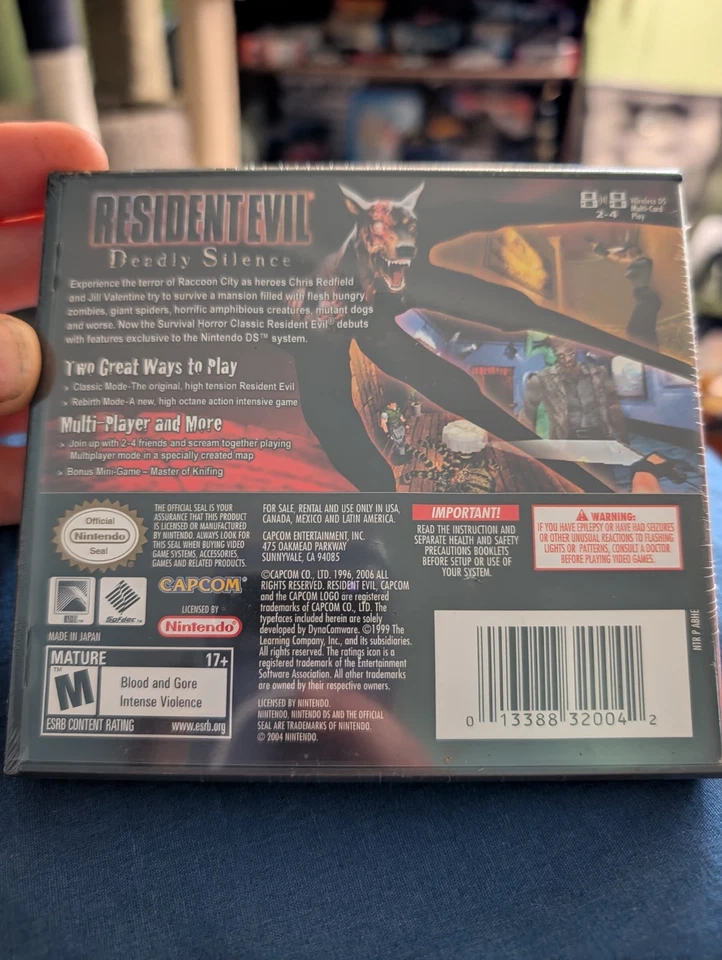 RESIDENT EVIL
Deadly Silence
Wireless DS
Multi-Card
Play
2-4
Experience the terror of Raccoon City as heroes Chris Redfield
and Jill Valentine try to survive a mansion filled with flesh hungry
zombies, giant spiders, horrific amphibious creatures, mutant dogs
and worse. Now the Survival Horror Classic Resident Evil® debuts
with features exclusive to the Nintendo DS™ system.
Two Great Ways to Play
> Classic Mode-The original, high tension Resident Evil
> Rebirth Mode-A new, high octane action intensive game
Multi-Player and More
> Join up with 2-4 friends and scream together playing
Multiplayer mode in a specially created map
> Bonus Mini-Game – Master of Knifing
Official
Nintendo
Seal
THE OFFICIAL SEAL IS YOUR
ASSURANCE THAT THIS PRODUCT
IS LICENSED OR MANUFACTURED
BY NINTENDO. ALWAYS LOOK FOR
THIS SEAL WHEN BUYING VIDEO
GAME SYSTEMS, ACCESSORIES,
GAMES AND RELATED PRODUCTS.
CAPCOM®
LICENSED BY
Nintendo®
MADE IN JAPAN
MATURE 17+
M
Blood and Gore
Intense Violence
ESRB CONTENT RATING www.esrb.org
FOR SALE, RENTAL AND USE ONLY IN USA,
CANADA, MEXICO AND LATIN AMERICA.
CAPCOM ENTERTAINMENT, INC.
475 OAKMEAD PARKWAY
SUNNYVALE, CA 94085
©CAPCOM CO., LTD. 1996, 2006 ALL
RIGHTS RESERVED. RESIDENT EVIL, CAPCOM
and the CAPCOM LOGO are registered
trademarks of CAPCOM CO., LTD. The
typefaces included herein are solely
developed by DynaComware. ©1999 The
Learning Company, Inc., and its subsidiaries.
All rights reserved. The ratings icon is a
registered trademark of the Entertainment
Software Association. All other trademarks
are owned by their respective owners.
LICENSED BY NINTENDO.
NINTENDO, NINTENDO DS AND THE OFFICIAL
SEAL ARE TRADEMARKS OF NINTENDO.
© 2004 NINTENDO.
IMPORTANT!
READ THE INSTRUCTION AND
SEPARATE HEALTH AND SAFETY
PRECAUTIONS BOOKLETS
BEFORE SETUP OR USE OF
YOUR SYSTEM.
WARNING:
IF YOU HAVE EPILEPSY OR HAVE HAD SEIZURES
OR OTHER UNUSUAL REACTIONS TO FLASHING
LIGHTS OR PATTERNS, CONSULT A DOCTOR
BEFORE PLAYING VIDEO GAMES.
NTR P ABHE
0 13388 32004 2